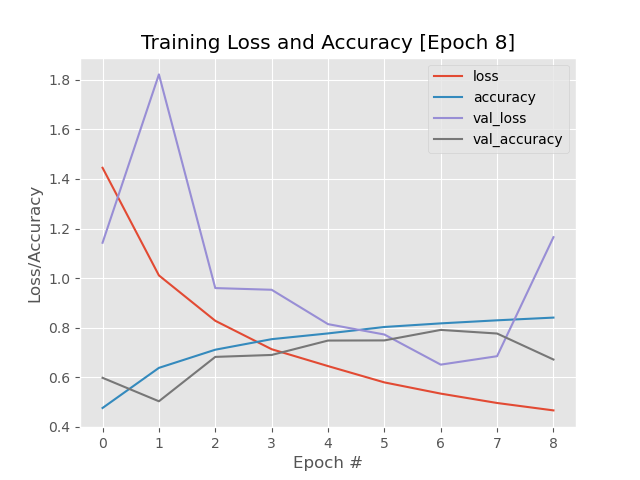 Training Loss and Accuracy [Epoch 8]
loss
accuracy
val_loss
val_accuracy
Loss/Accuracy
1.8
1.6
1.4
1.2
1.0
0.8
0.6
0.4
0 1 2 3 4 5 6 7 8
Epoch #